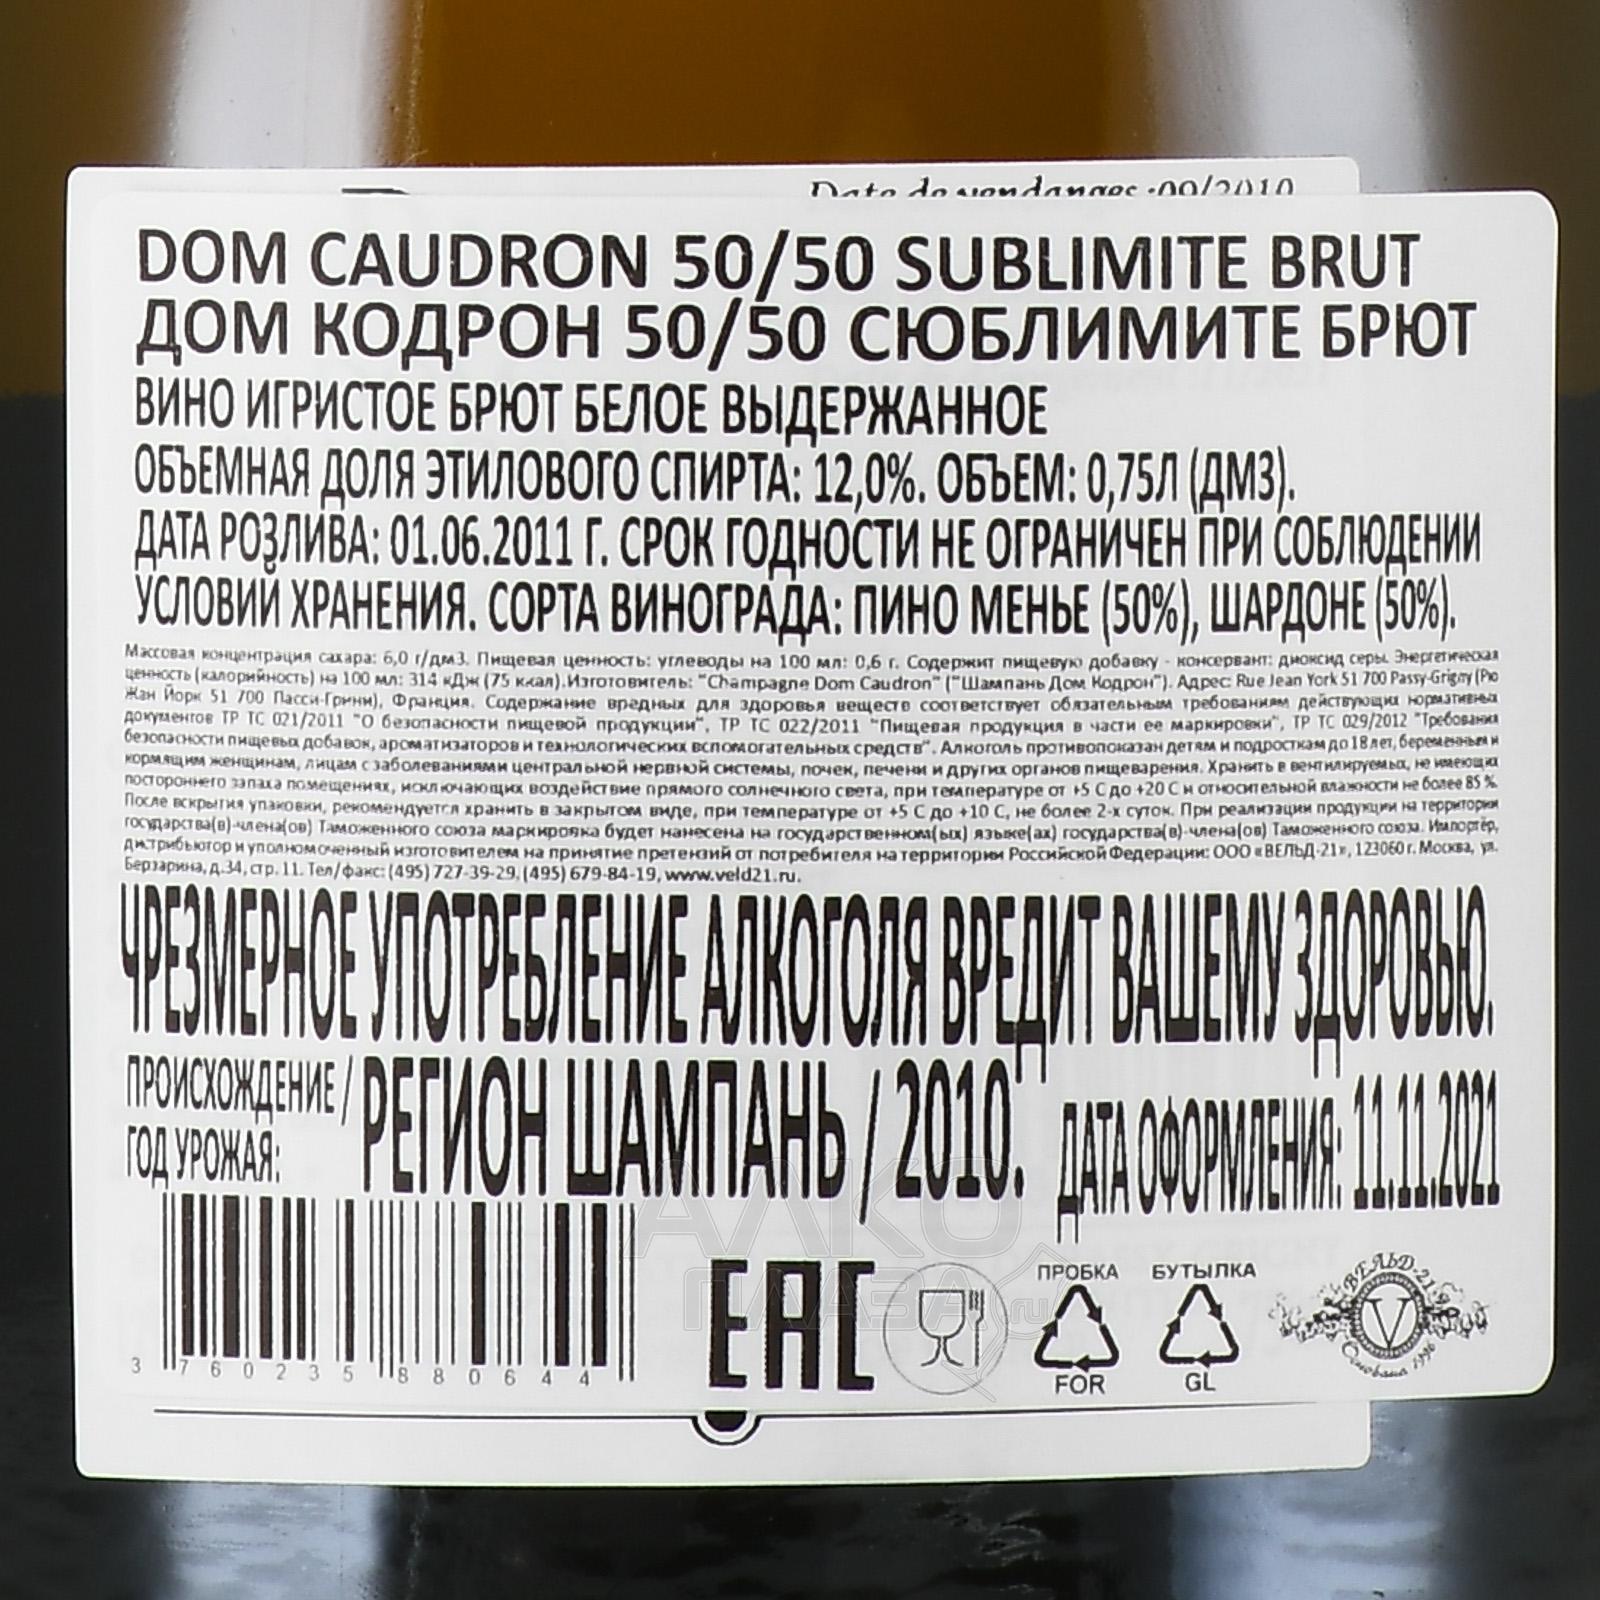 Date de vendanges :09/2010
DOM CAUDRON 50/50 SUBLIMITE BRUT
ДОМ КОДРОН 50/50 СЮБЛИМИТЕ БРЮТ
ВИНО ИГРИСТОЕ БРЮТ БЕЛОЕ ВЫДЕРЖАННОЕ
ОБЪЕМНАЯ ДОЛЯ ЭТИЛОВОГО СПИРТА: 12,0%. ОБЪЕМ: 0,75Л (ДМ3).
ДАТА РОЗЛИВА: 01.06.2011 Г. СРОК ГОДНОСТИ НЕ ОГРАНИЧЕН ПРИ СОБЛЮДЕНИИ
УСЛОВИЙ ХРАНЕНИЯ. СОРТА ВИНОГРАДА: ПИНО МЕНЬЕ (50%), ШАРДОНЕ (50%).
Массовая концентрация сахара: 6,0 г/дм3. Пищевая ценность: углеводы на 100 мл: 0,6 г. Содержит пищевую добавку - консервант: диоксид серы. Энергетическая
ценность (калорийность) на 100 мл: 314 кДж (75 ккал).Изготовитель: "Champagne Dom Caudron" ("Шампань Дом Кодрон"). Адрес: Rue Jean York 51 700 Passy-Grigny (Рю
Жан Йорк 51 700 Пасси-Гриньи), Франция. Содержание вредных для здоровья веществ соответствует обязательным требованиям действующих нормативных
документов ТР ТС 021/2011 "О безопасности пищевой продукции", ТР ТС 022/2011 "Пищевая продукция в части ее маркировки", ТР ТС 029/2012 "Требования
безопасности пищевых добавок, ароматизаторов и технологических вспомогательных средств". Алкоголь противопоказан детям и подросткам до 18 лет, беременным и
кормящим женщинам, лицам с заболеваниями центральной нервной системы, почек, печени и других органов пищеварения. Хранить в вентилируемых, не имеющих
постороннего запаха помещениях, исключающих воздействие прямого солнечного света, при температуре от +5 С до +20 С и относительной влажности не более 85 %.
После вскрытия упаковки, рекомендуется хранить в закрытом виде, при температуре от +5 С до +10 С, не более 2-х суток. При реализации продукции на территории
государства(в)-члена(ов) Таможенного союза маркировка будет нанесена на государственном(ых) языке(ах) государства(в)-члена(ов) Таможенного союза. Импортёр,
дистрибьютор и уполномоченный изготовителем на принятие претензий от потребителя на территории Российской Федерации: ООО «ВЕЛЬД-21», 123060 г. Москва, ул.
Берзарина, д.34, стр. 11. Тел/факс: (495) 727-39-29, (495) 679-84-19, www.veld21.ru.
ЧРЕЗМЕРНОЕ УПОТРЕБЛЕНИЕ АЛКОГОЛЯ ВРЕДИТ ВАШЕМУ ЗДОРОВЬЮ.
ПРОИСХОЖДЕНИЕ /
ГОД УРОЖАЯ:
РЕГИОН ШАМПАНЬ / 2010.
ДАТА ОФОРМЛЕНИЯ: 11.11.2021
3 760235 880644
EAC
ПРОБКА
FOR
БУТЫЛКА
GL
ВЕЛЬД-21
V
Основана 1996
АЛКО
ПЛАЗА.ru